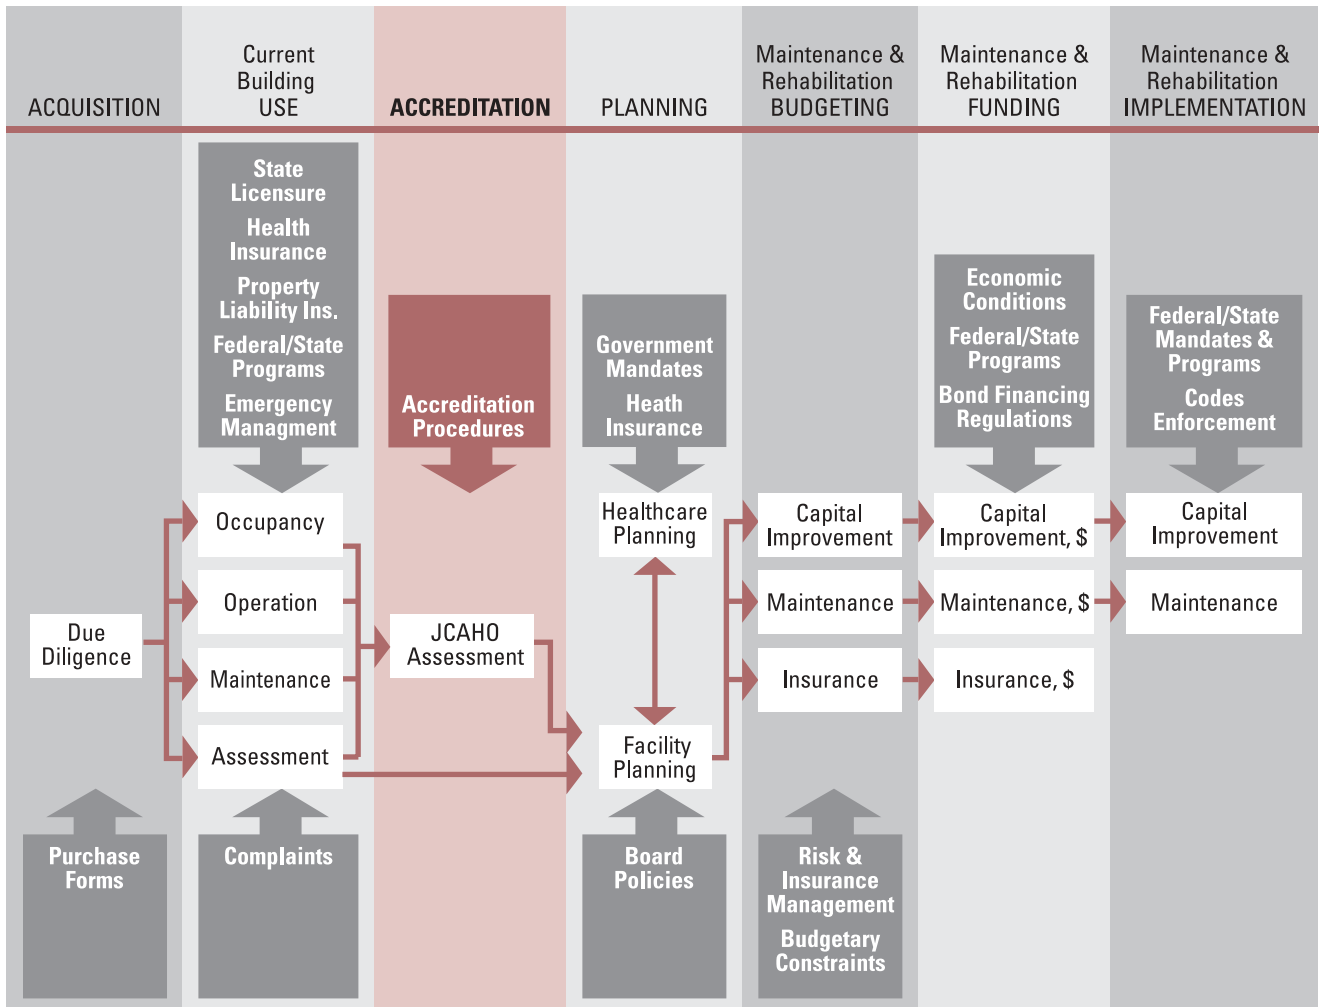 ACQUISITION
Current
Building
USE
ACCREDITATION
PLANNING
Maintenance &
Rehabilitation
BUDGETING
Maintenance &
Rehabilitation
FUNDING
Maintenance &
Rehabilitation
IMPLEMENTATION
State
Licensure
Health
Insurance
Property
Liability Ins.
Federal/State
Programs
Emergency
Managment
Accreditation
Procedures
Government
Mandates
Heath
Insurance
Economic
Conditions
Federal/State
Programs
Bond Financing
Regulations
Federal/State
Mandates &
Programs
Codes
Enforcement
Due
Diligence
Occupancy
Operation
Maintenance
Assessment
JCAHO
Assessment
Healthcare
Planning
Facility
Planning
Capital
Improvement
Maintenance
Insurance
Capital
Improvement, $
Maintenance, $
Insurance, $
Capital
Improvement
Maintenance
Purchase
Forms
Complaints
Board
Policies
Risk &
Insurance
Management
Budgetary
Constraints